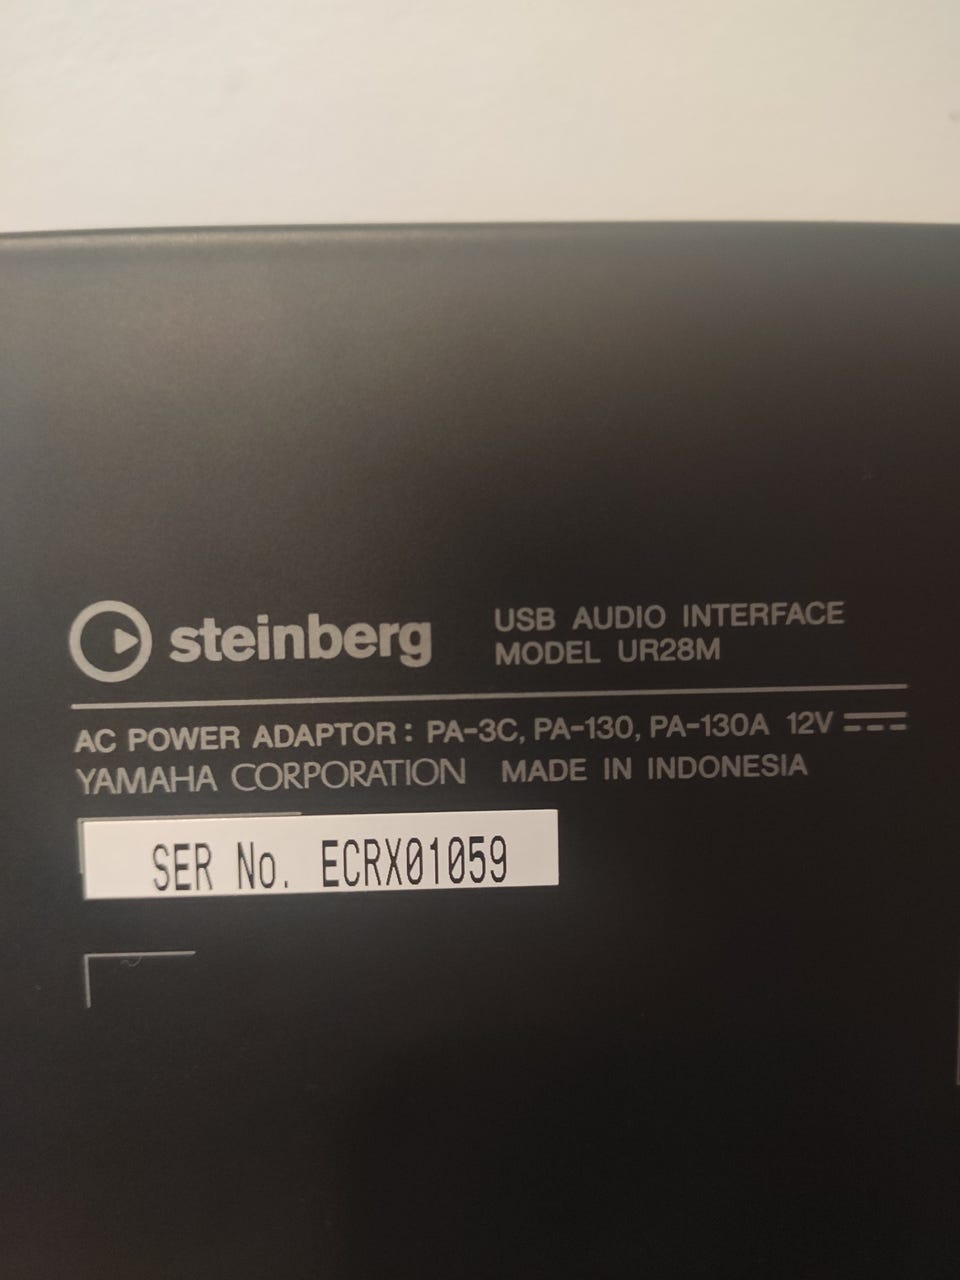 steinberg
USB AUDIO INTERFACE
MODEL UR28M
AC POWER ADAPTOR : PA-3C, PA-130, PA-130A 12V
YAMAHA CORPORATION MADE IN INDONESIA
SER No. ECRX01059